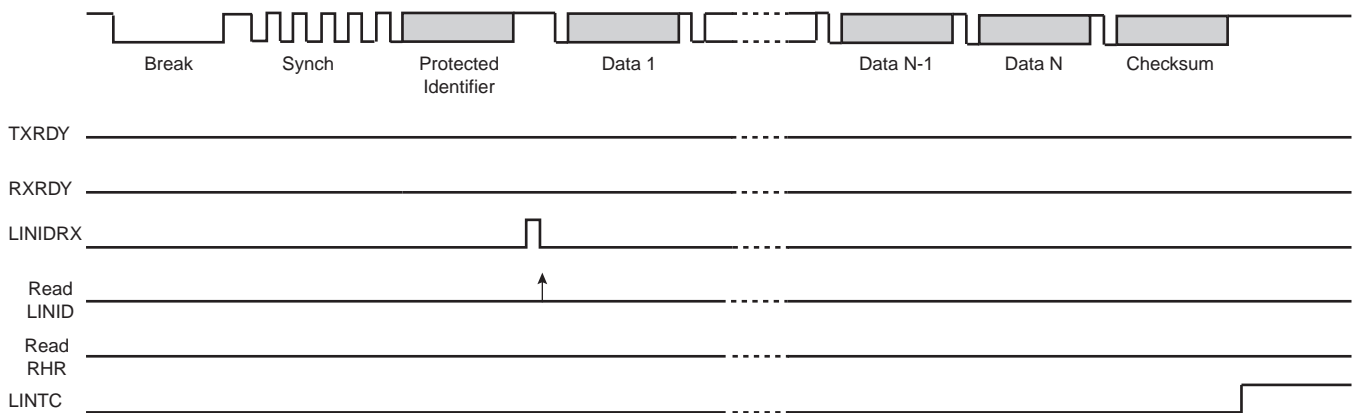 Break
Synch
Protected
Identifier
Data 1
Data N-1
Data N
Checksum
TXRDY
RXRDY
LINIDRX
Read
LINID
Read
RHR
LINTC